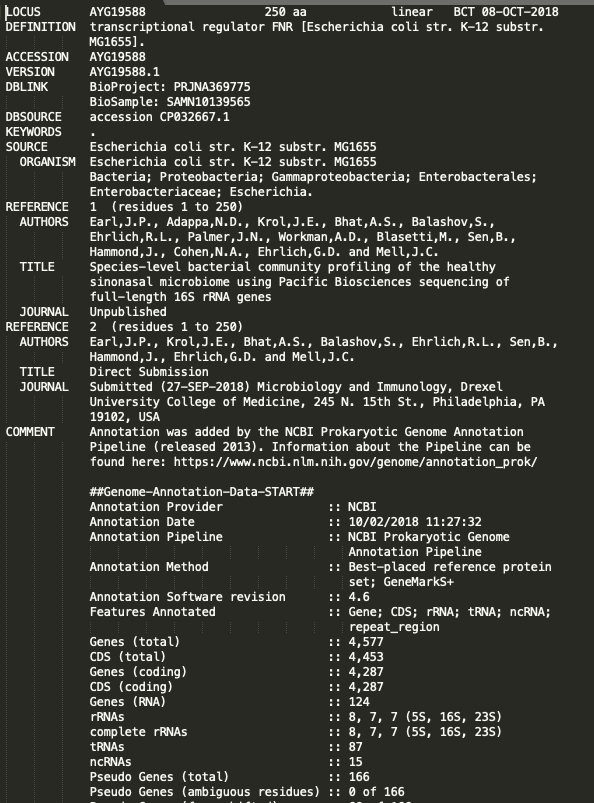 LOCUS AYG19588 250 aa linear BCT 08-OCT-2018
DEFINITION transcriptional regulator FNR [Escherichia coli str. K-12 substr.
MG1655].
ACCESSION AYG19588
VERSION AYG19588.1
DBLINK BioProject: PRJNA369775
BioSample: SAMN10139565
DBSOURCE accession CP032667.1
KEYWORDS .
SOURCE Escherichia coli str. K-12 substr. MG1655
ORGANISM Escherichia coli str. K-12 substr. MG1655
Bacteria; Proteobacteria; Gammaproteobacteria; Enterobacterales;
Enterobacteriaceae; Escherichia.
REFERENCE 1 (residues 1 to 250)
AUTHORS Earl,J.P., Adappa,N.D., Krol,J.E., Bhat,A.S., Balashov,S.,
Ehrlich,R.L., Palmer,J.N., Workman,A.D., Blasetti,M., Sen,B.,
Hammond,J., Cohen,N.A., Ehrlich,G.D. and Mell,J.C.
TITLE Species-level bacterial community profiling of the healthy
sinonasal microbiome using Pacific Biosciences sequencing of
full-length 16S rRNA genes
JOURNAL Unpublished
REFERENCE 2 (residues 1 to 250)
AUTHORS Earl,J.P., Krol,J.E., Bhat,A.S., Balashov,S., Ehrlich,R.L., Sen,B.,
Hammond,J., Ehrlich,G.D. and Mell,J.C.
TITLE Direct Submission
JOURNAL Submitted (27-SEP-2018) Microbiology and Immunology, Drexel
University College of Medicine, 245 N. 15th St., Philadelphia, PA
19102, USA
COMMENT Annotation was added by the NCBI Prokaryotic Genome Annotation
Pipeline (released 2013). Information about the Pipeline can be
found here: https://www.ncbi.nlm.nih.gov/genome/annotation_prok/
##Genome-Annotation-Data-START##
Annotation Provider :: NCBI
Annotation Date :: 10/02/2018 11:27:32
Annotation Pipeline :: NCBI Prokaryotic Genome
Annotation Pipeline
Annotation Method :: Best-placed reference protein
set; GeneMarkS+
Annotation Software revision :: 4.6
Features Annotated :: Gene; CDS; rRNA; tRNA; ncRNA;
repeat_region
Genes (total) :: 4,577
CDS (total) :: 4,453
Genes (coding) :: 4,287
CDS (coding) :: 4,287
Genes (RNA) :: 124
rRNAs :: 8, 7, 7 (5S, 16S, 23S)
complete rRNAs :: 8, 7, 7 (5S, 16S, 23S)
tRNAs :: 87
ncRNAs :: 15
Pseudo Genes (total) :: 166
Pseudo Genes (ambiguous residues) :: 0 of 166